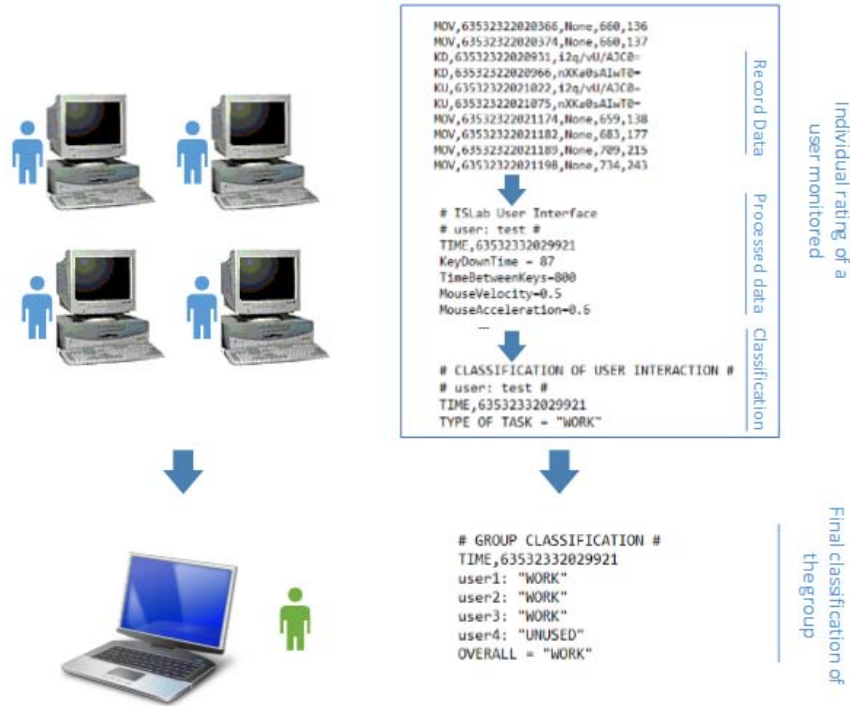 MOV,63532322020366,None,660,136
MOV,63532322020374,None,660,137
KD,63532322020931,i2q/vU/AJC0=
KD,63532322020966,nXKa0sAIwT0=
KU,63532322021022,i2q/vU/AJC0=
KU,63532322021075,nXKa0sAIwT0=
MOV,63532322021174,None,659,138
MOV,63532322021182,None,683,177
MOV,63532322021189,None,709,215
MOV,63532322021198,None,734,243
Record Data
# ISLab User Interface
# user: test #
TIME,63532332029921
KeyDownTime = 87
TimeBetweenKeys=800
MouseVelocity=0.5
MouseAcceleration=0.6
...
Processed data
# CLASSIFICATION OF USER INTERACTION #
# user: test #
TIME,63532332029921
TYPE OF TASK = "WORK"
Classification
Individual rating of a
user monitored
# GROUP CLASSIFICATION #
TIME,63532332029921
user1: "WORK"
user2: "WORK"
user3: "WORK"
user4: "UNUSED"
OVERALL = "WORK"
Final classification of
the group